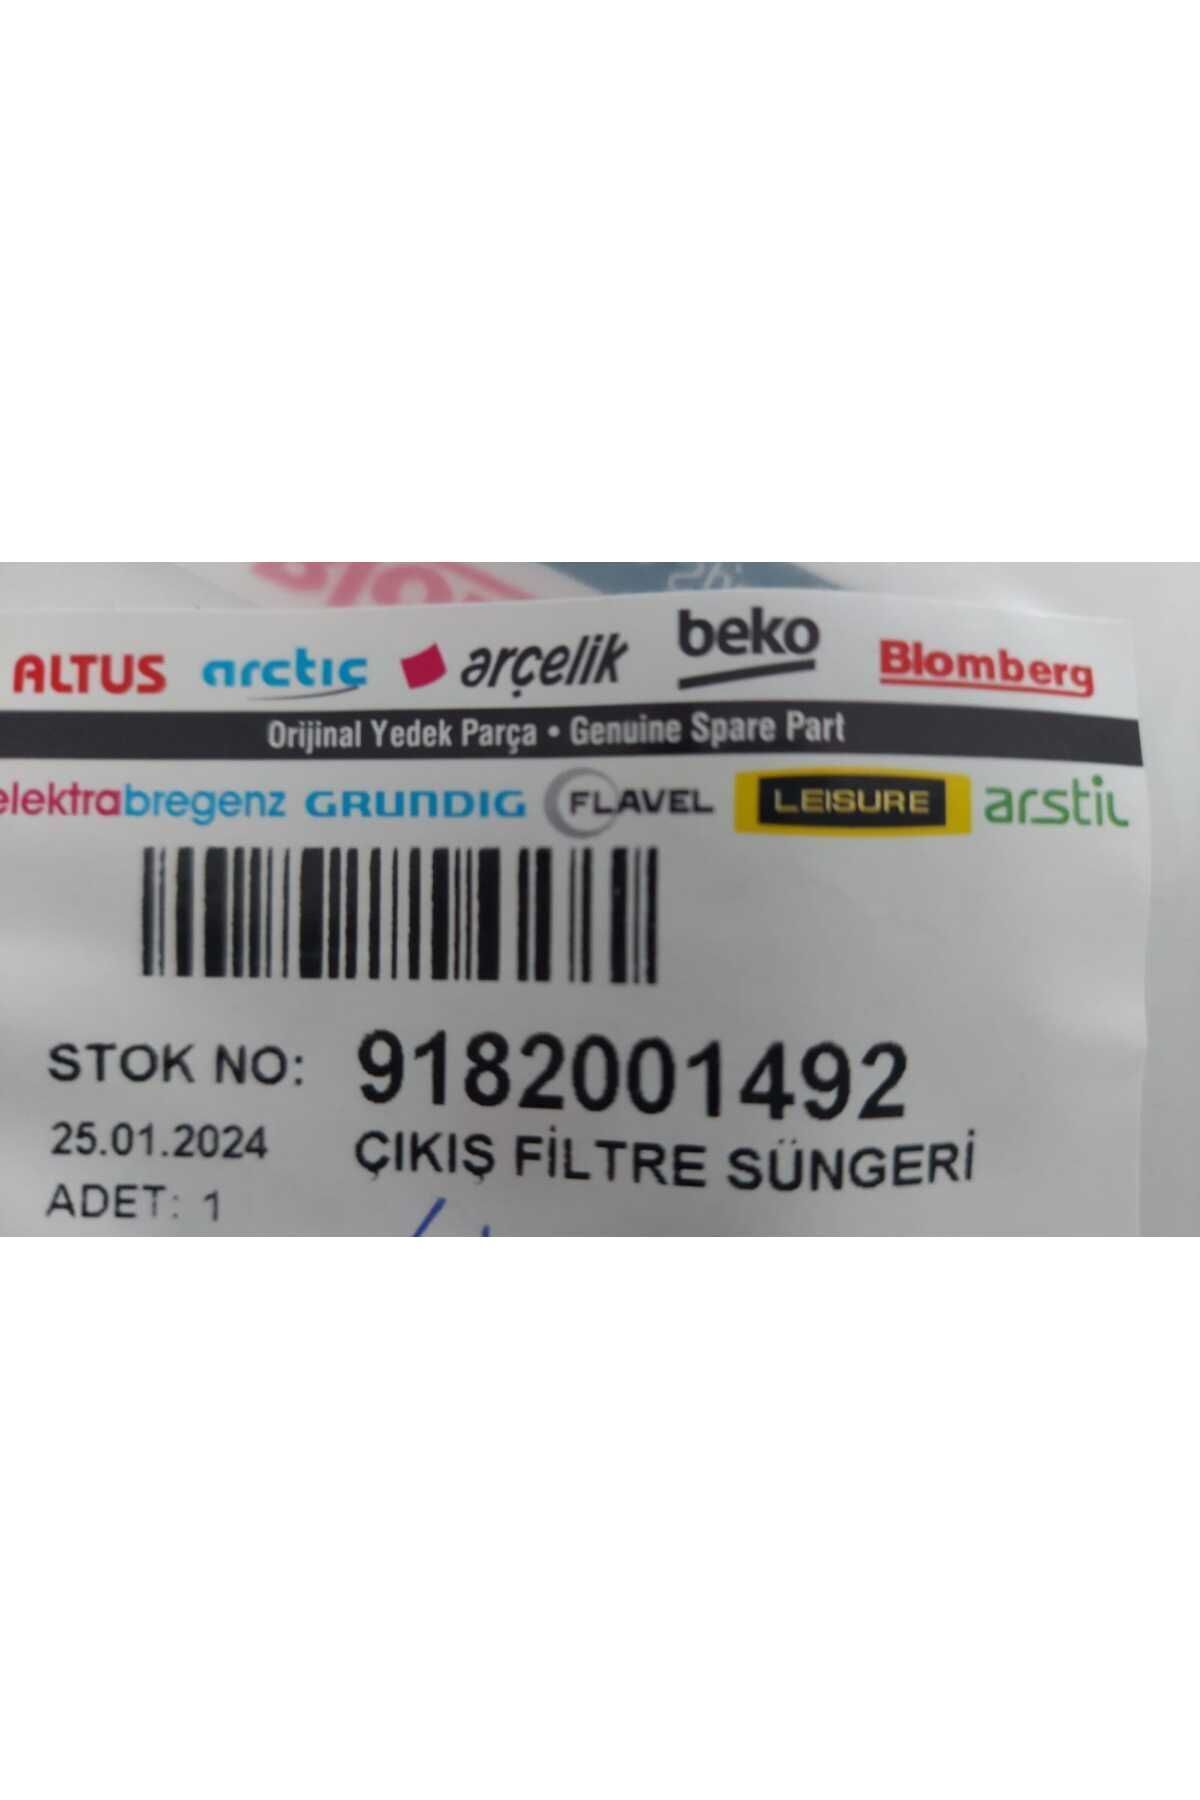 ALTUS arctic arçelik beko Blomberg
Orijinal Yedek Parça • Genuine Spare Part
elektrabregenz GRUNDIG FLAVEL LEISURE arstil
STOK NO: 9182001492
25.01.2024 ÇIKIŞ FİLTRE SÜNGERİ
ADET: 1